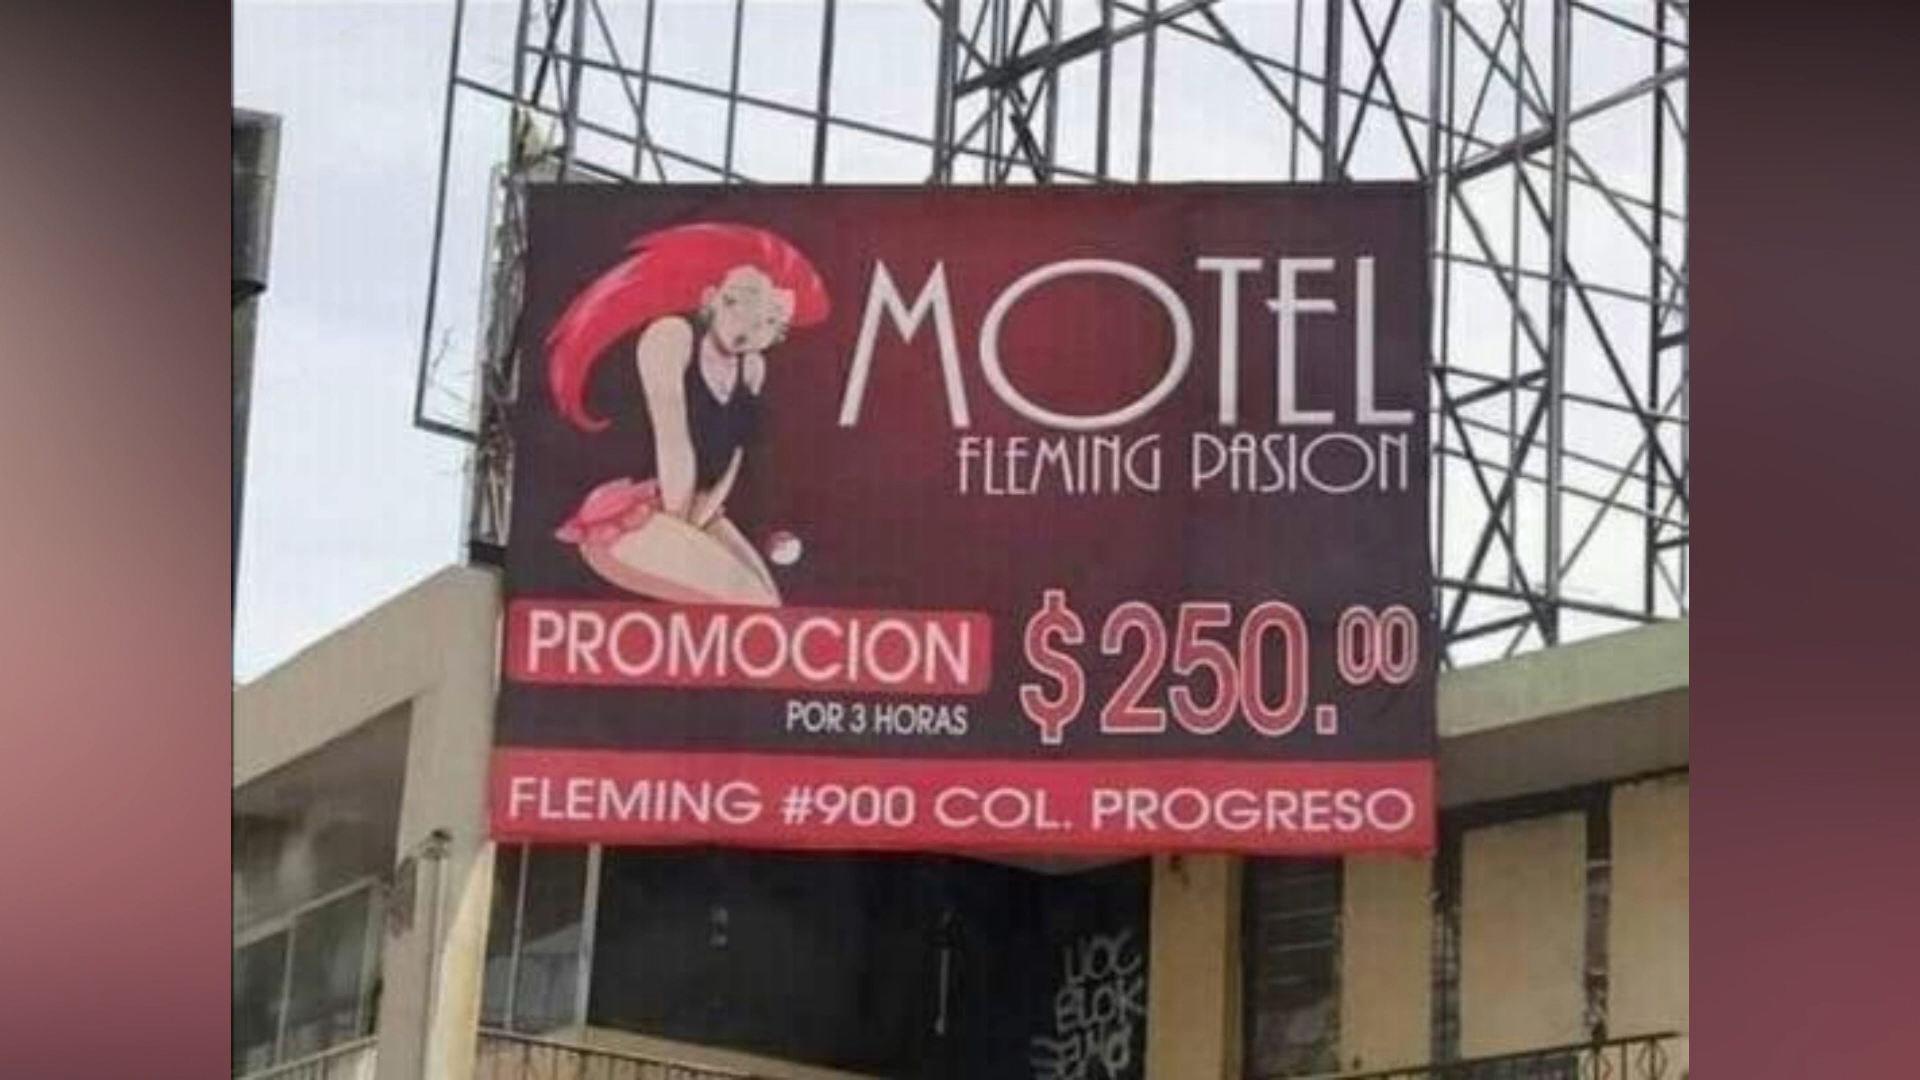 MOTEL
FLEMING PASION
PROMOCION
$250.00
POR 3 HORAS
FLEMING #900 COL. PROGRESO